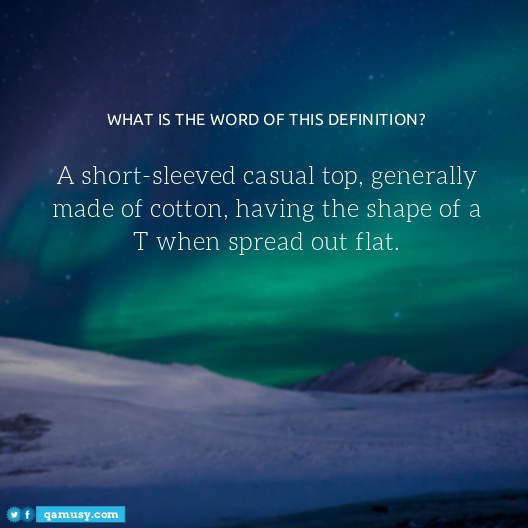 WHAT IS THE WORD OF THIS DEFINITION?
A short-sleeved casual top, generally
made of cotton, having the shape of a
T when spread out flat.
qamusy.com